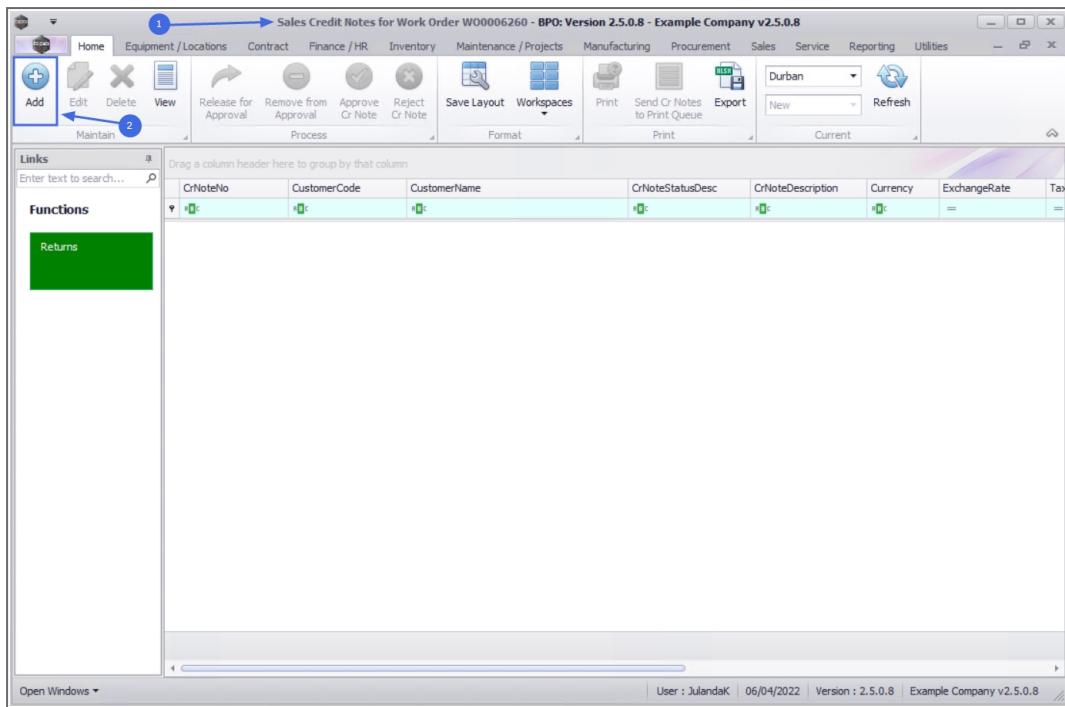 1
Sales Credit Notes for Work Order WO0006260 - BPO: Version 2.5.0.8 - Example Company v2.5.0.8
Home Equipment / Locations Contract Finance / HR Inventory Maintenance / Projects Manufacturing Procurement Sales Service Reporting Utilities
Add Edit Delete View Release for Approval Remove from Approval Approve Cr Note Reject Cr Note Save Layout Workspaces Print Send Cr Notes to Print Queue Export Durban New Refresh
2
Maintain Process Format Print Current
Links
Enter text to search...
Functions
Returns
Drag a column header here to group by that column
CrNoteNo CustomerCode CustomerName CrNoteStatusDesc CrNoteDescription Currency ExchangeRate Tax
Open Windows User : JulandaK 06/04/2022 Version : 2.5.0.8 Example Company v2.5.0.8